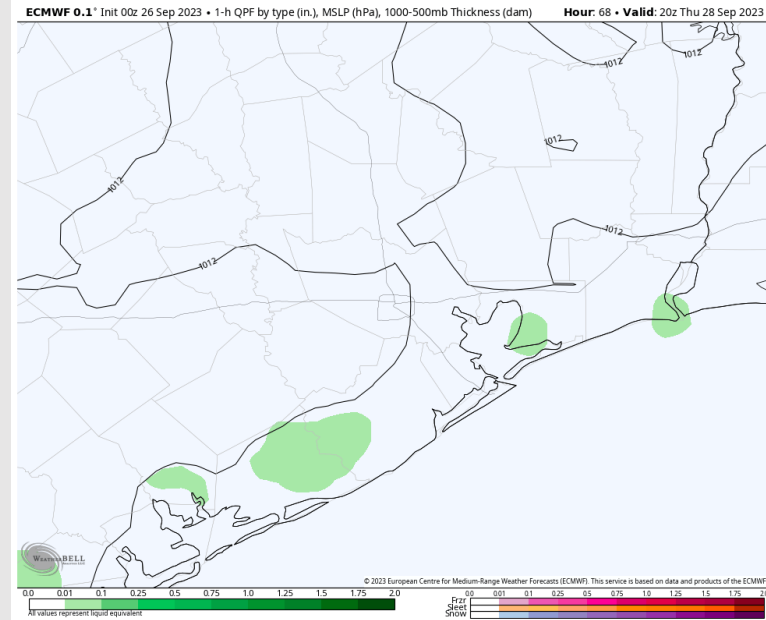 ECMWF 0.1° Init 00z 26 Sep 2023 • 1-h QPF by type (in.), MSLP (hPa), 1000-500mb Thickness (dam) Hour: 68 • Valid: 20z Thu 28 Sep 2023
1012
1012
1012
1012
1012
1012
WEATHERBELL
© 2023 European Centre for Medium-Range Weather Forecasts (ECMWF). This service is based on data and products of the ECMWF
0.0 0.01 0.1 0.25 0.5 0.75 1.0 1.25 1.5 1.75 2.0
All values represent liquid equivalent
0.0 0.01 0.1 0.25 0.5 0.75 1.0 1.25 1.5 1.75 2.0
Frzr
Sleet
Snow